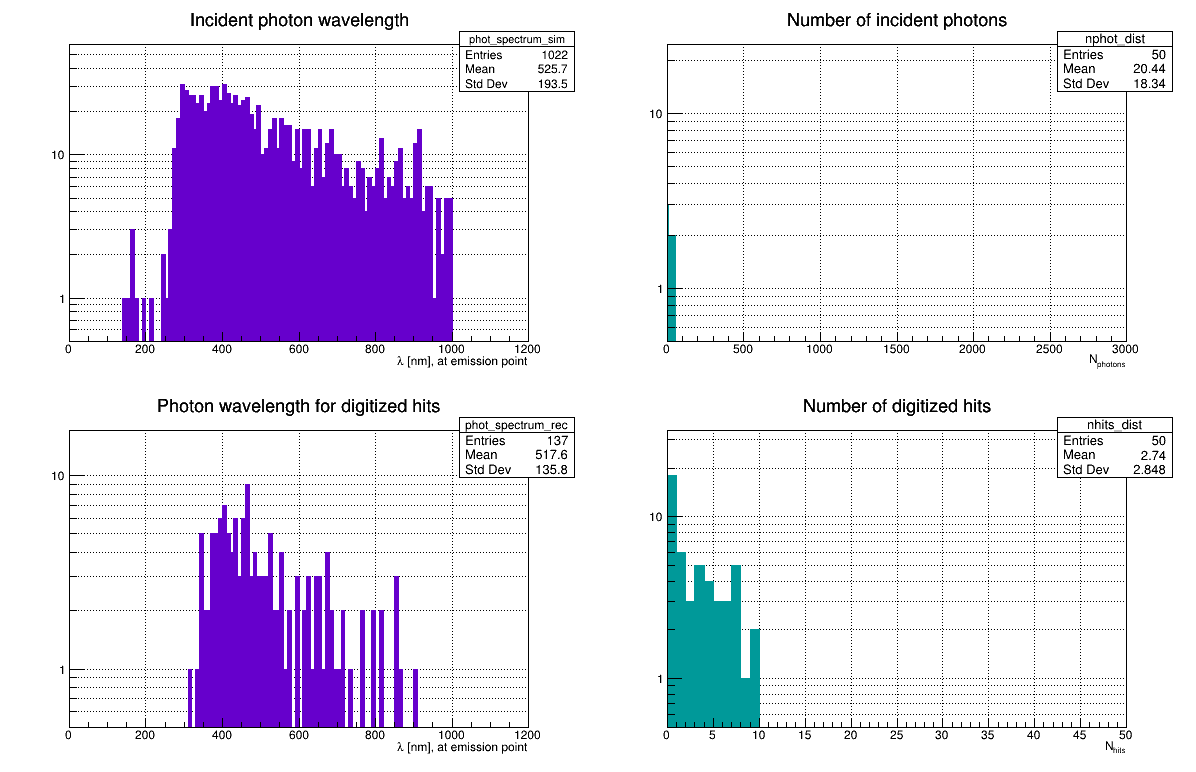 Incident photon wavelength
phot_spectrum_sim
Entries 1022
Mean 525.7
Std Dev 193.5
10
1
0 200 400 600 800 1000 1200
λ [nm], at emission point
Number of incident photons
nphot_dist
Entries 50
Mean 20.44
Std Dev 18.34
10
1
0 500 1000 1500 2000 2500 3000
Nphotons
Photon wavelength for digitized hits
phot_spectrum_rec
Entries 137
Mean 517.6
Std Dev 135.8
10
1
0 200 400 600 800 1000 1200
λ [nm], at emission point
Number of digitized hits
nhits_dist
Entries 50
Mean 2.74
Std Dev 2.848
10
1
0 5 10 15 20 25 30 35 40 45 50
Nhits